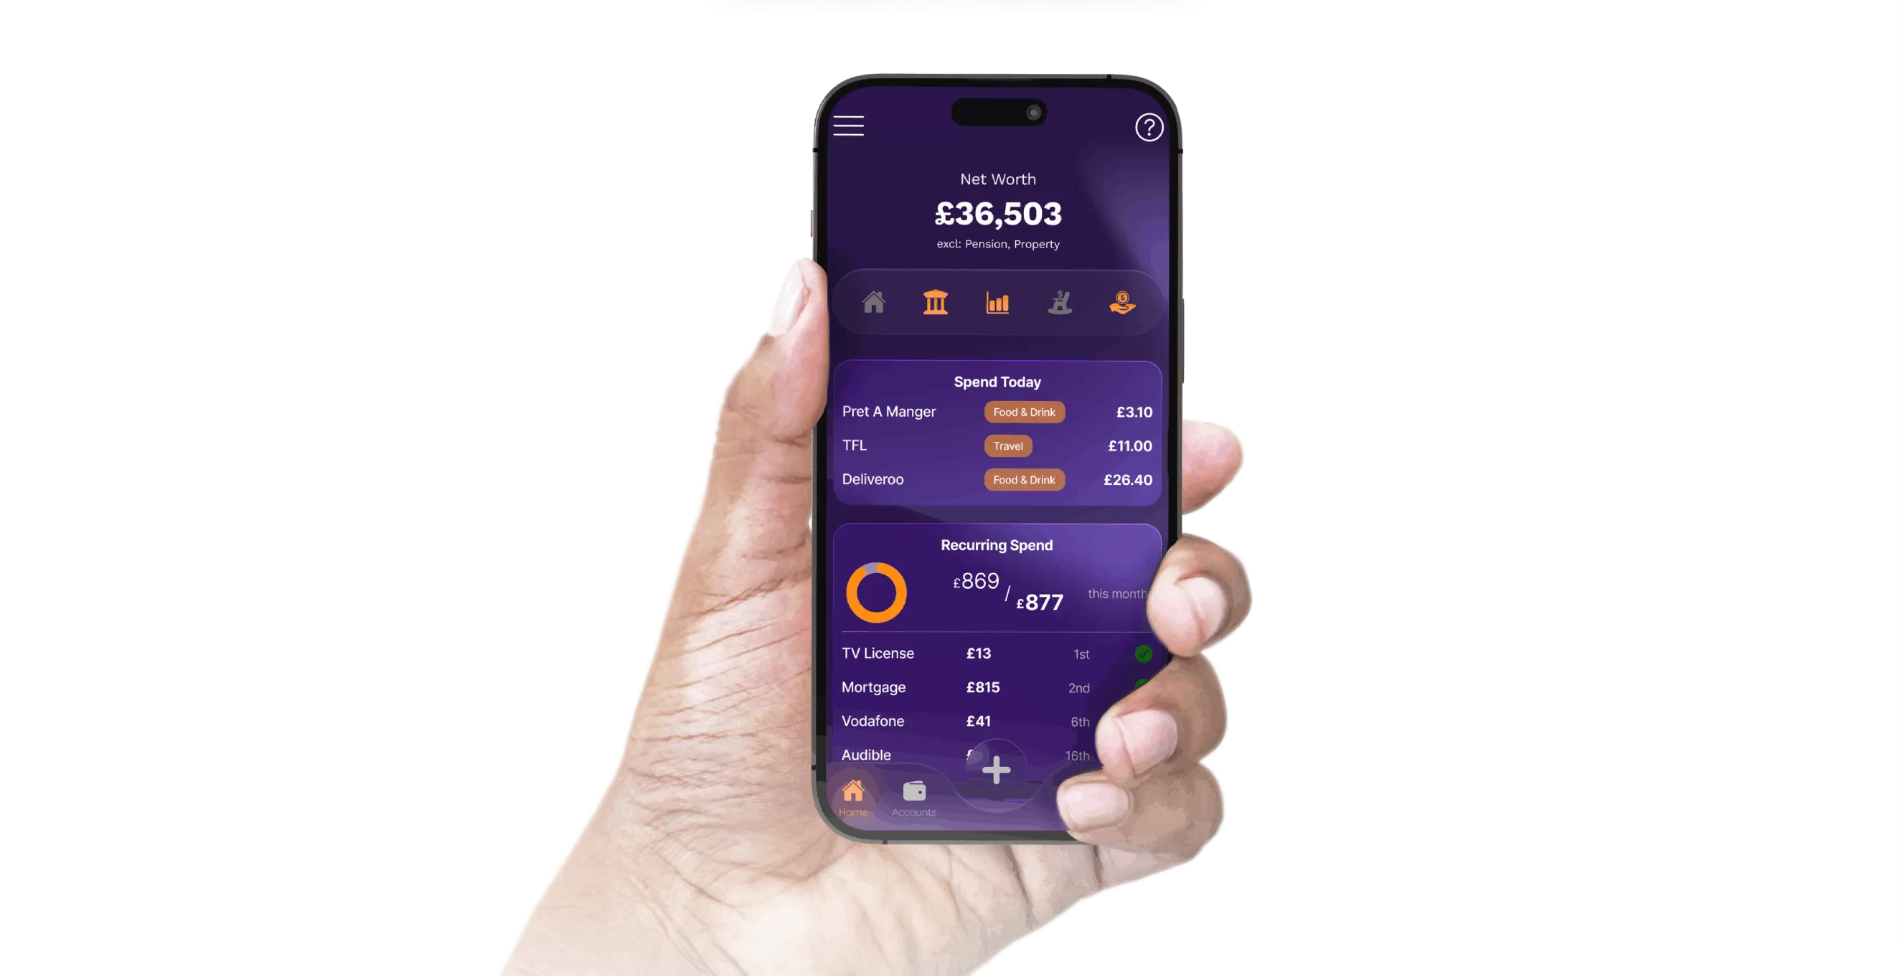 Net Worth
£36,503
excl: Pension, Property
Spend Today
Pret A Manger Food & Drink £3.10
TFL Travel £11.00
Deliveroo Food & Drink £26.40
Recurring Spend
£869 / £877 this month
TV License £13 1st
Mortgage £815 2nd
Vodafone £41 6th
Audible 16th
Home Accounts